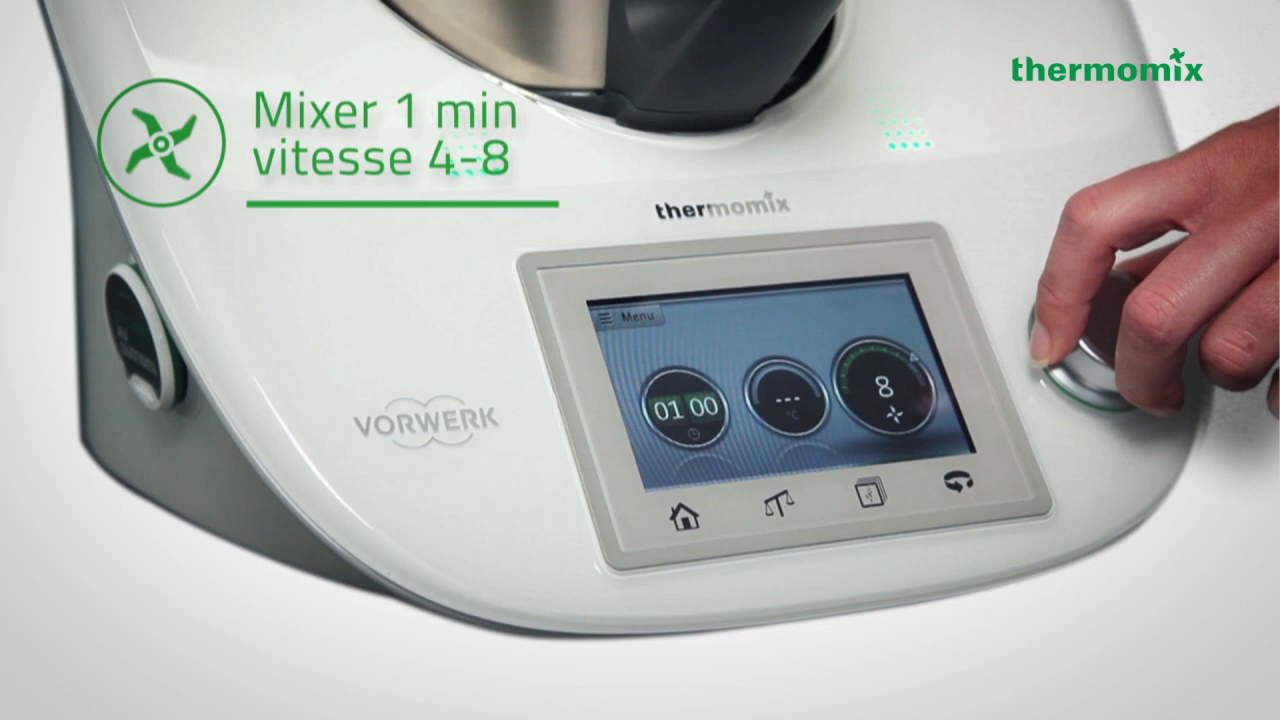 thermomix
Mixer 1 min
vitesse 4-8
thermomix
Menu
01 00
---
°C
8
VORWERK